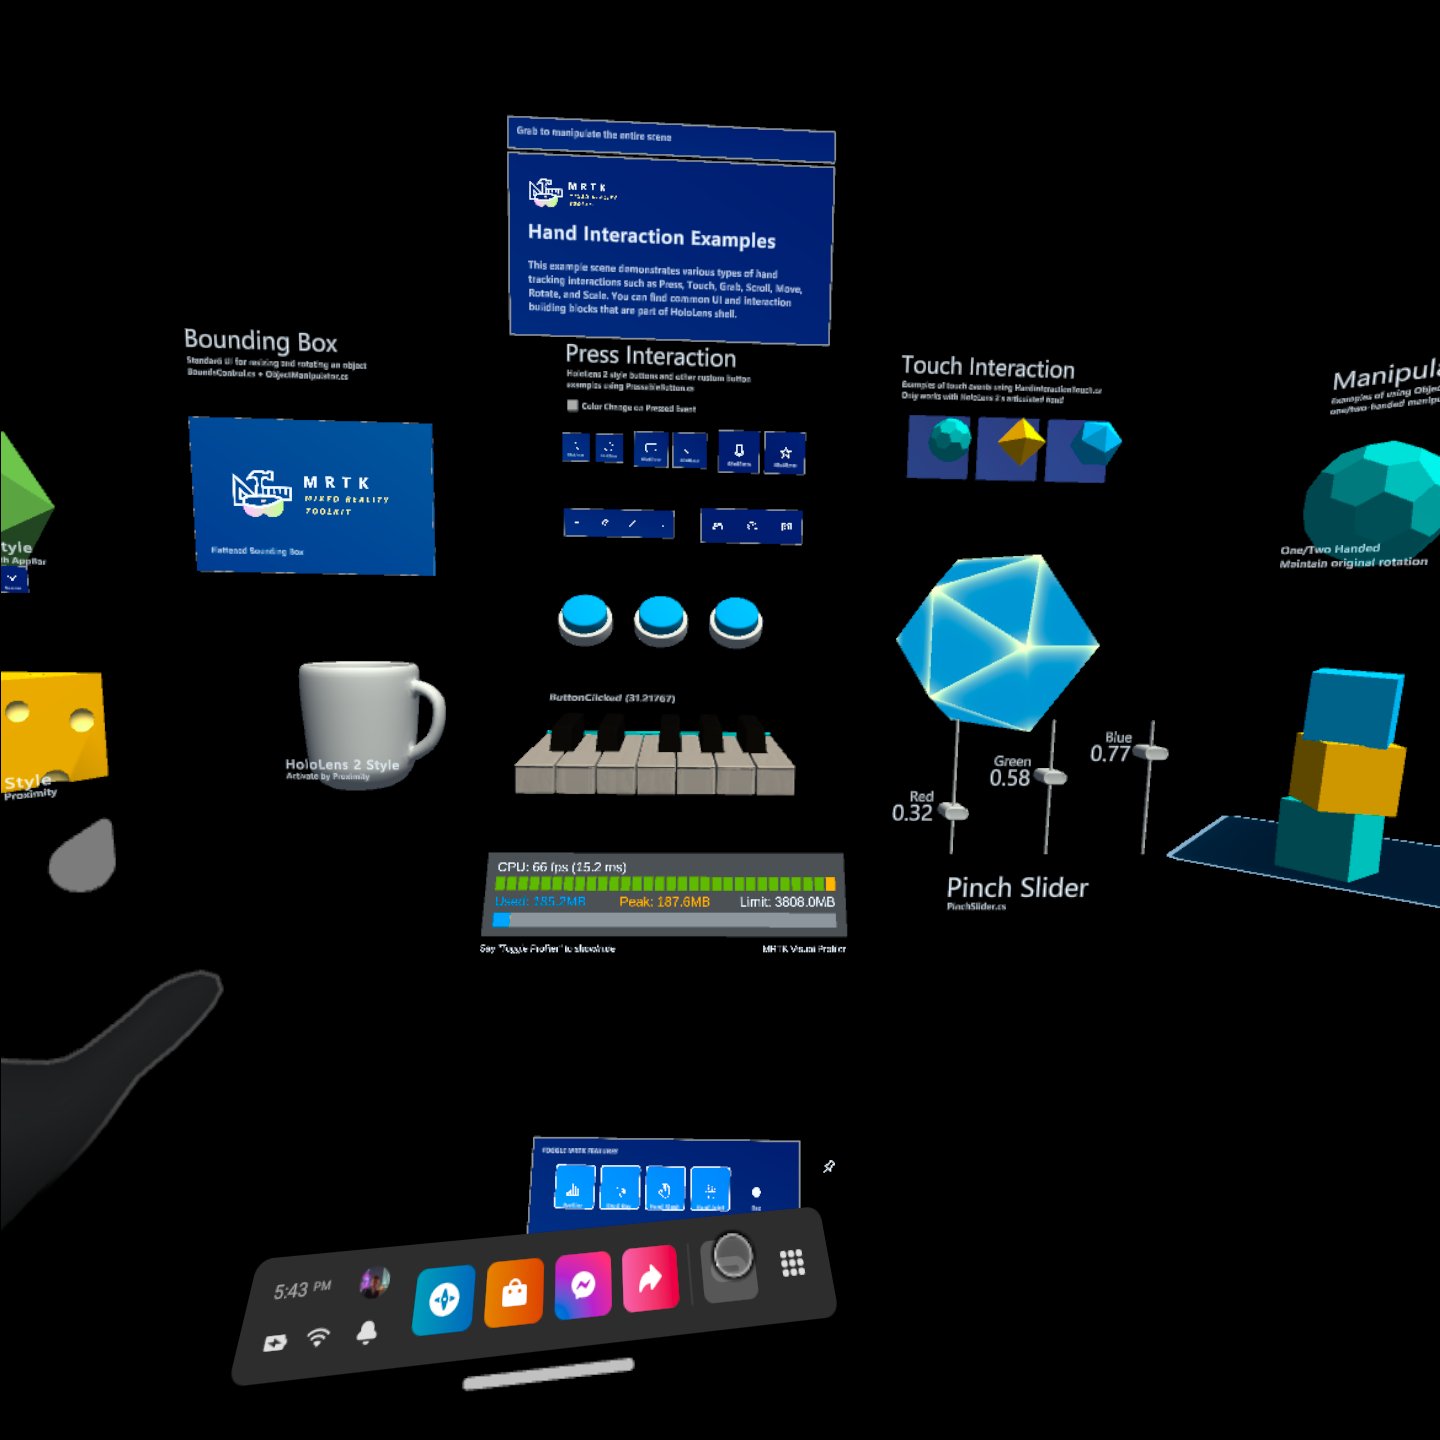 Grab to manipulate the entire scene
MRTK
MIXED REALITY
TOOLKIT
Hand Interaction Examples
This example scene demonstrates various types of hand
tracking interactions such as Press, Touch, Grab, Scroll, Move,
Rotate, and Scale. You can find common UI and interaction
building blocks that are part of HoloLens shell.
Bounding Box
Standard UI for resizing and rotating an object
BoundsControl.cs + ObjectManipulator.cs
MRTK
MIXED REALITY
TOOLKIT
Flattened Bounding Box
Press Interaction
HoloLens 2 style buttons and other custom button
examples using PressableButton.cs
Color Change on Pressed Event
Touch Interaction
Examples of touch events using HandInteractionTouch.cs
Only works with HoloLens 2's articulated hand
Manipula
Examples of using Objec
one/two-handed manipu
One/Two Handed
Maintain original rotation
tyle
th AppBar
Style
Proximity
HoloLens 2 Style
Activate by Proximity
ButtonClicked (31.21767)
Red
0.32
Green
0.58
Blue
0.77
Pinch Slider
PinchSlider.cs
CPU: 66 fps (15.2 ms)
Used: 185.2MB Peak: 187.6MB Limit: 3808.0MB
Say "Toggle Profiler" to show/hide
MRTK Visual Profiler
TOGGLE MRTK FEATURES
Profiler
5:43 PM